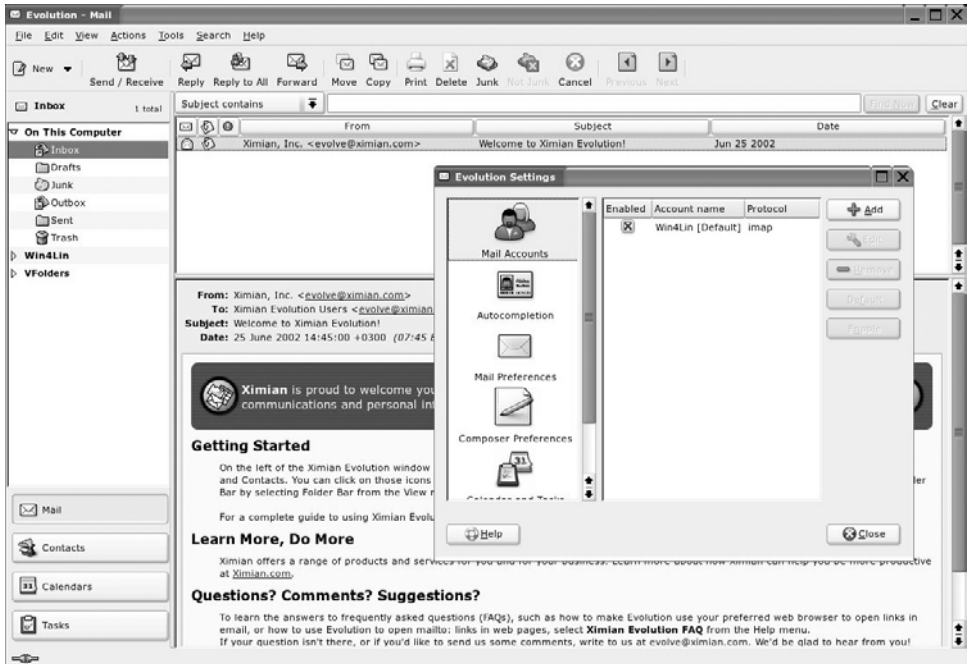 Evolution - Mail
File Edit View Actions Tools Search Help
New Send / Receive Reply Reply to All Forward Move Copy Print Delete Junk Not Junk Cancel Previous Next
Inbox 1 total
Subject contains Find Now Clear
On This Computer
Inbox
Drafts
Junk
Outbox
Sent
Trash
Win4Lin
VFolders
From Subject Date
Ximian, Inc. <evolve@ximian.com> Welcome to Ximian Evolution! Jun 25 2002
From: Ximian, Inc. <evolve@ximian.com>
To: Ximian Evolution Users <evolve@ximian
Subject: Welcome to Ximian Evolution!
Date: 25 June 2002 14:45:00 +0300 (07:45
Ximian is proud to welcome you
communications and personal in
Getting Started
On the left of the Ximian Evolution window
and Contacts. You can click on those icons
Bar by selecting Folder Bar from the View
For a complete guide to using Ximian Evolu
Learn More, Do More
Ximian offers a range of products and services for you and for your business. Learn more about how Ximian can help you be more productive
at Ximian.com.
Questions? Comments? Suggestions?
To learn the answers to frequently asked questions (FAQs), such as how to make Evolution use your preferred web browser to open links in
email, or how to use Evolution to open mailto: links in web pages, select Ximian Evolution FAQ from the Help menu.
If your question isn't there, or if you'd like to send us some comments, write to us at evolve@ximian.com. We'd be glad to hear from you!
Mail
Contacts
31 Calendars
Tasks
Evolution Settings
Mail Accounts
Autocompletion
Mail Preferences
Composer Preferences
31
Calendar and Tasks
Enabled Account name Protocol
Win4Lin [Default] imap
Add
Edit
Remove
Default
Enable
Help
Close